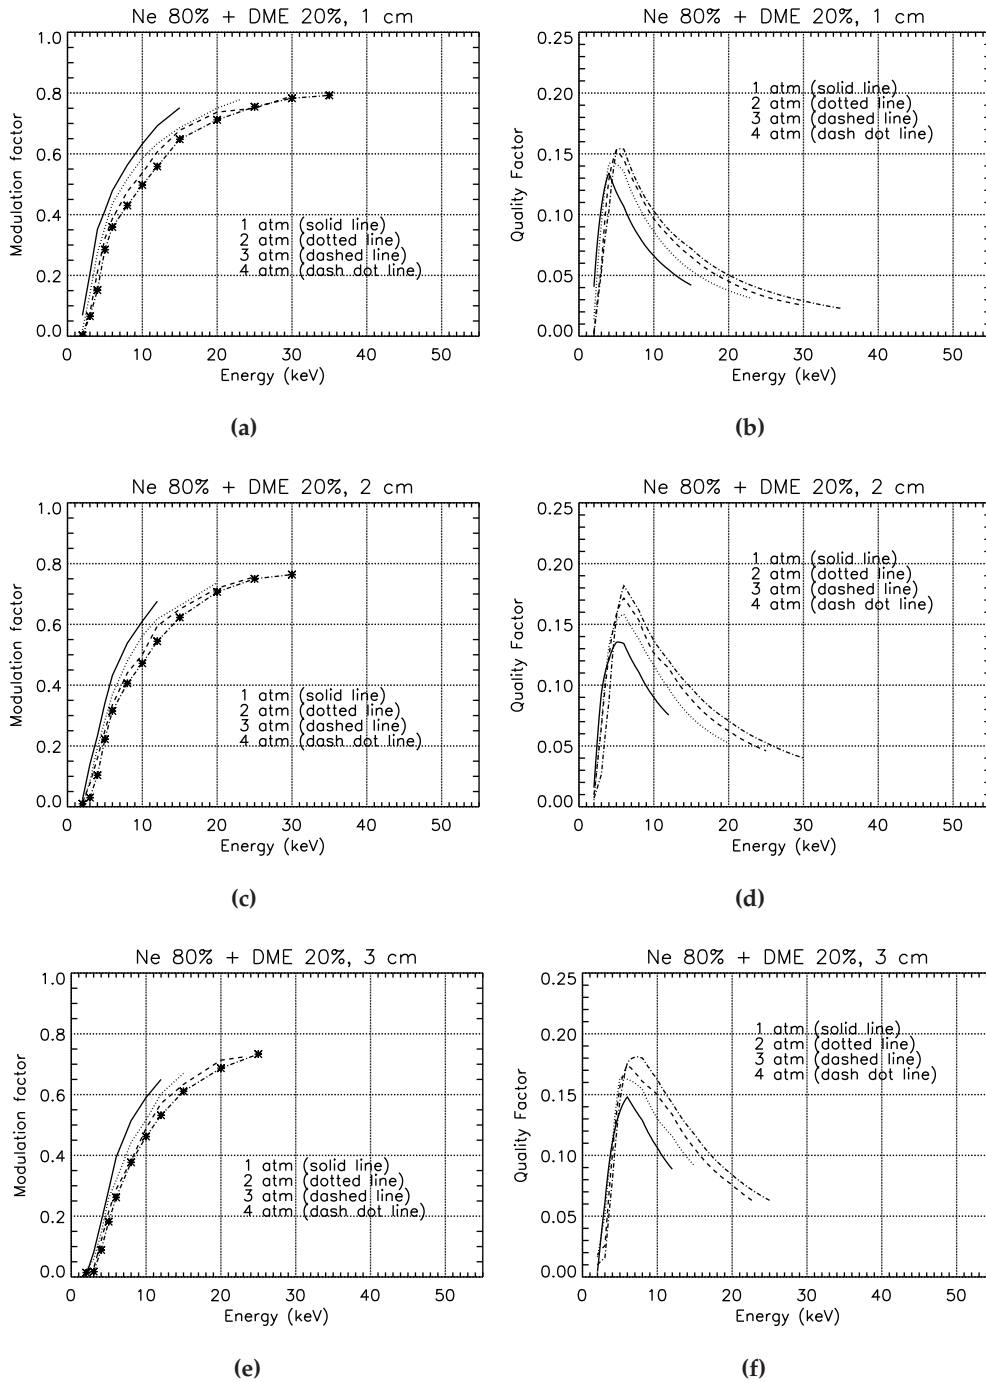 Ne 80% + DME 20%, 1 cm
1.0
0.8
0.6
0.4
0.2
0.0
Modulation factor
1 atm (solid line)
2 atm (dotted line)
3 atm (dashed line)
4 atm (dash dot line)
0 10 20 30 40 50
Energy (keV)
(a)
Ne 80% + DME 20%, 1 cm
0.25
0.20
0.15
0.10
0.05
0.00
Quality Factor
1 atm (solid line)
2 atm (dotted line)
3 atm (dashed line)
4 atm (dash dot line)
0 10 20 30 40 50
Energy (keV)
(b)
Ne 80% + DME 20%, 2 cm
1.0
0.8
0.6
0.4
0.2
0.0
Modulation factor
1 atm (solid line)
2 atm (dotted line)
3 atm (dashed line)
4 atm (dash dot line)
0 10 20 30 40 50
Energy (keV)
(c)
Ne 80% + DME 20%, 2 cm
0.25
0.20
0.15
0.10
0.05
0.00
Quality Factor
1 atm (solid line)
2 atm (dotted line)
3 atm (dashed line)
4 atm (dash dot line)
0 10 20 30 40 50
Energy (keV)
(d)
Ne 80% + DME 20%, 3 cm
1.0
0.8
0.6
0.4
0.2
0.0
Modulation factor
1 atm (solid line)
2 atm (dotted line)
3 atm (dashed line)
4 atm (dash dot line)
0 10 20 30 40 50
Energy (keV)
(e)
Ne 80% + DME 20%, 3 cm
0.25
0.20
0.15
0.10
0.05
0.00
Quality Factor
1 atm (solid line)
2 atm (dotted line)
3 atm (dashed line)
4 atm (dash dot line)
0 10 20 30 40 50
Energy (keV)
(f)